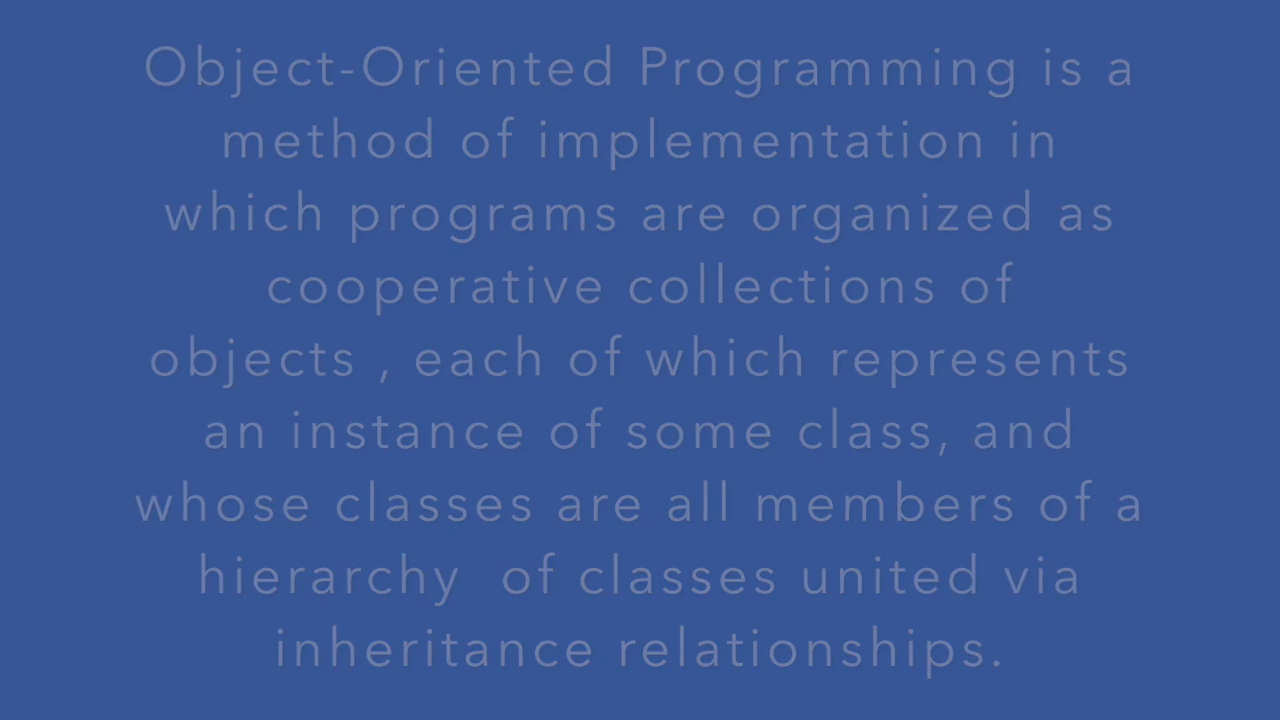 Object-Oriented Programming is a
method of implementation in
which programs are organized as
cooperative collections of
objects , each of which represents
an instance of some class, and
whose classes are all members of a
hierarchy  of classes united via
inheritance relationships.